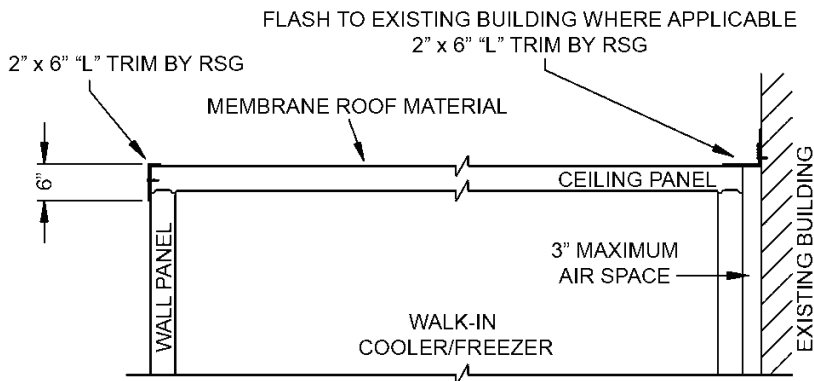 FLASH TO EXISTING BUILDING WHERE APPLICABLE
2” x 6” “L” TRIM BY RSG
2” x 6” “L” TRIM BY RSG
MEMBRANE ROOF MATERIAL
6”
CEILING PANEL
WALL PANEL
3” MAXIMUM
AIR SPACE
WALK-IN
COOLER/FREEZER
EXISTING BUILDING